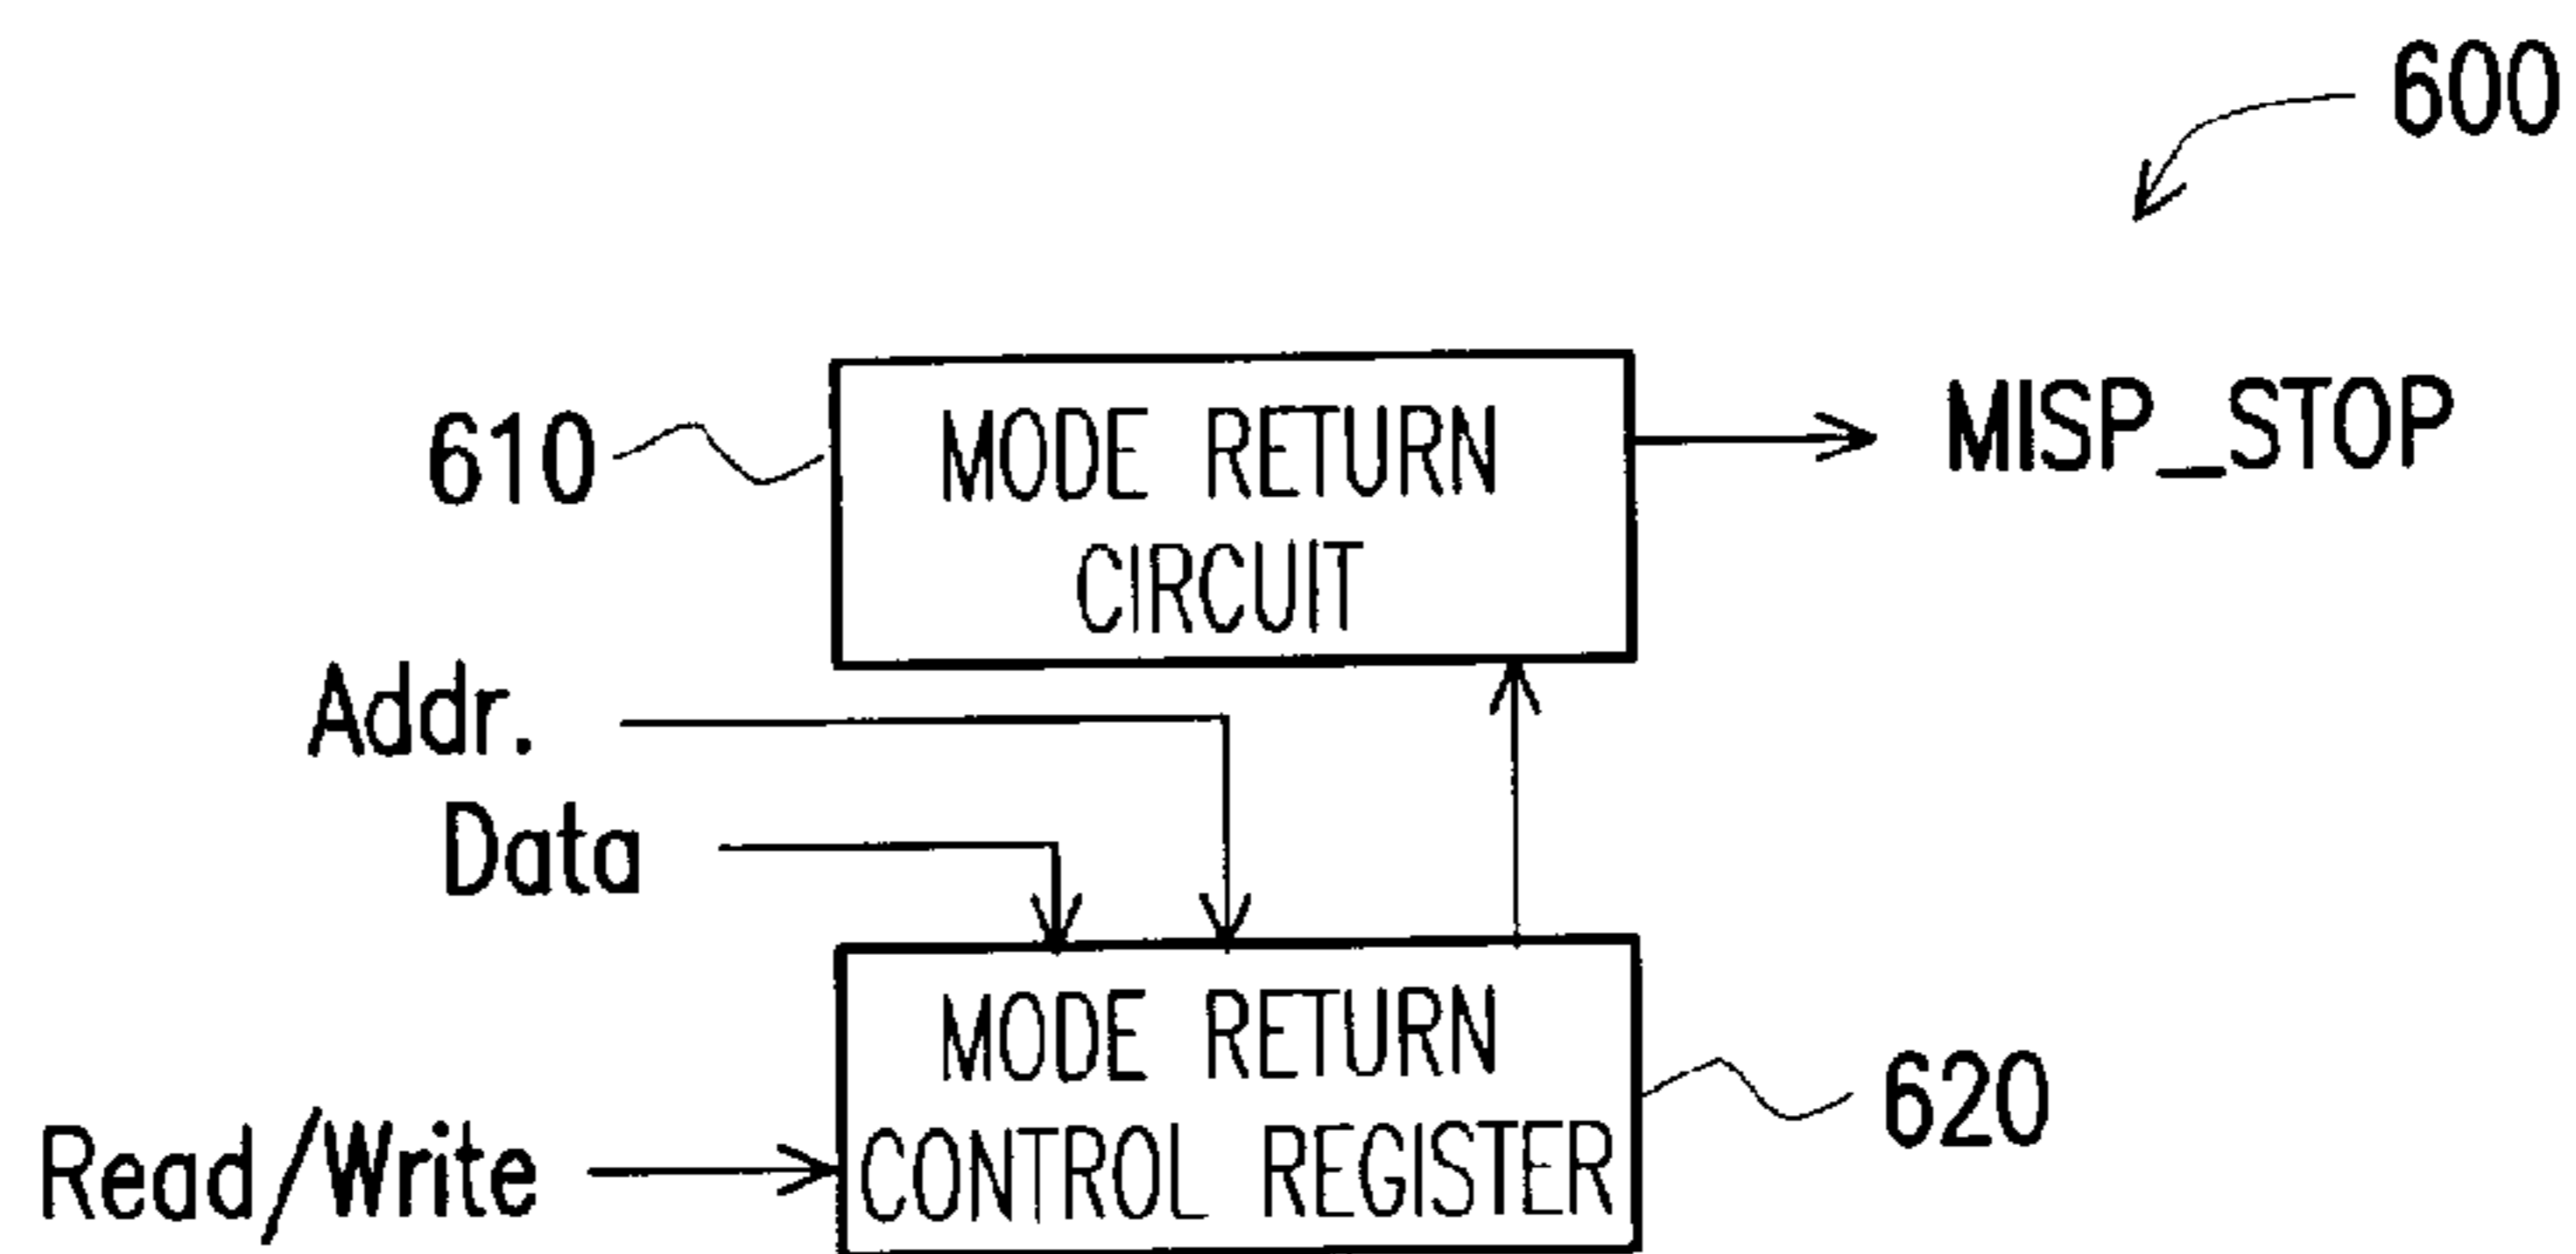 600
610
MODE RETURN
CIRCUIT
MISP_STOP
Addr.
Data
MODE RETURN
CONTROL REGISTER
620
Read/Write